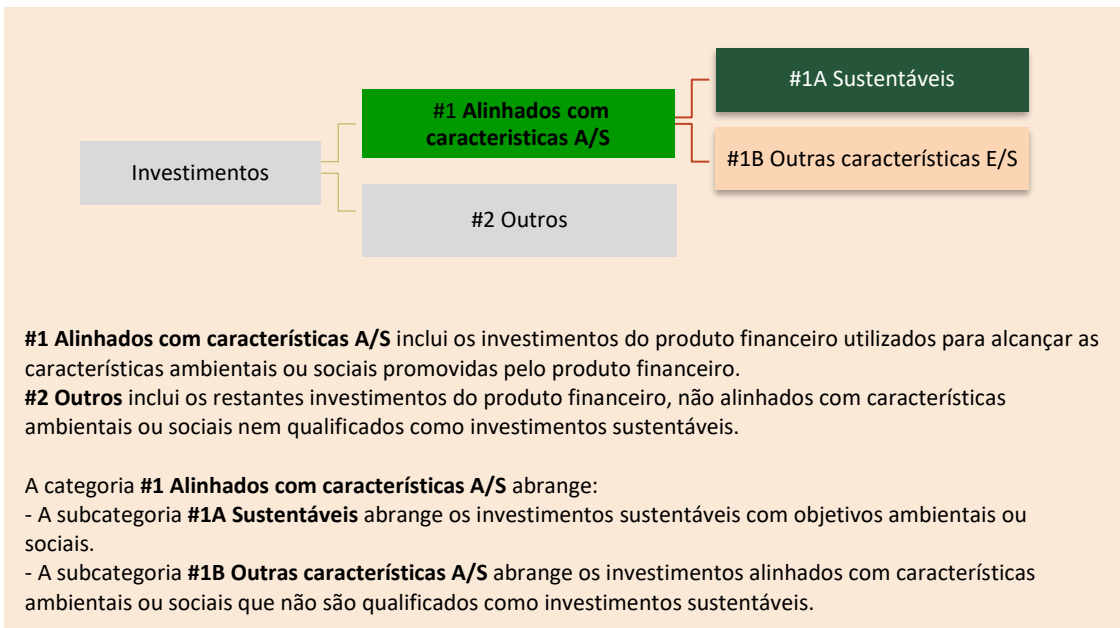 #1A Sustentáveis
#1 Alinhados com
caracteristicas A/S
#1B Outras características E/S
Investimentos
#2 Outros
#1 Alinhados com características A/S inclui os investimentos do produto financeiro utilizados para alcançar as
características ambientais ou sociais promovidas pelo produto financeiro.
#2 Outros inclui os restantes investimentos do produto financeiro, não alinhados com características
ambientais ou sociais nem qualificados como investimentos sustentáveis.
A categoria #1 Alinhados com características A/S abrange:
- A subcategoria #1A Sustentáveis abrange os investimentos sustentáveis com objetivos ambientais ou
sociais.
- A subcategoria #1B Outras características A/S abrange os investimentos alinhados com características
ambientais ou sociais que não são qualificados como investimentos sustentáveis.